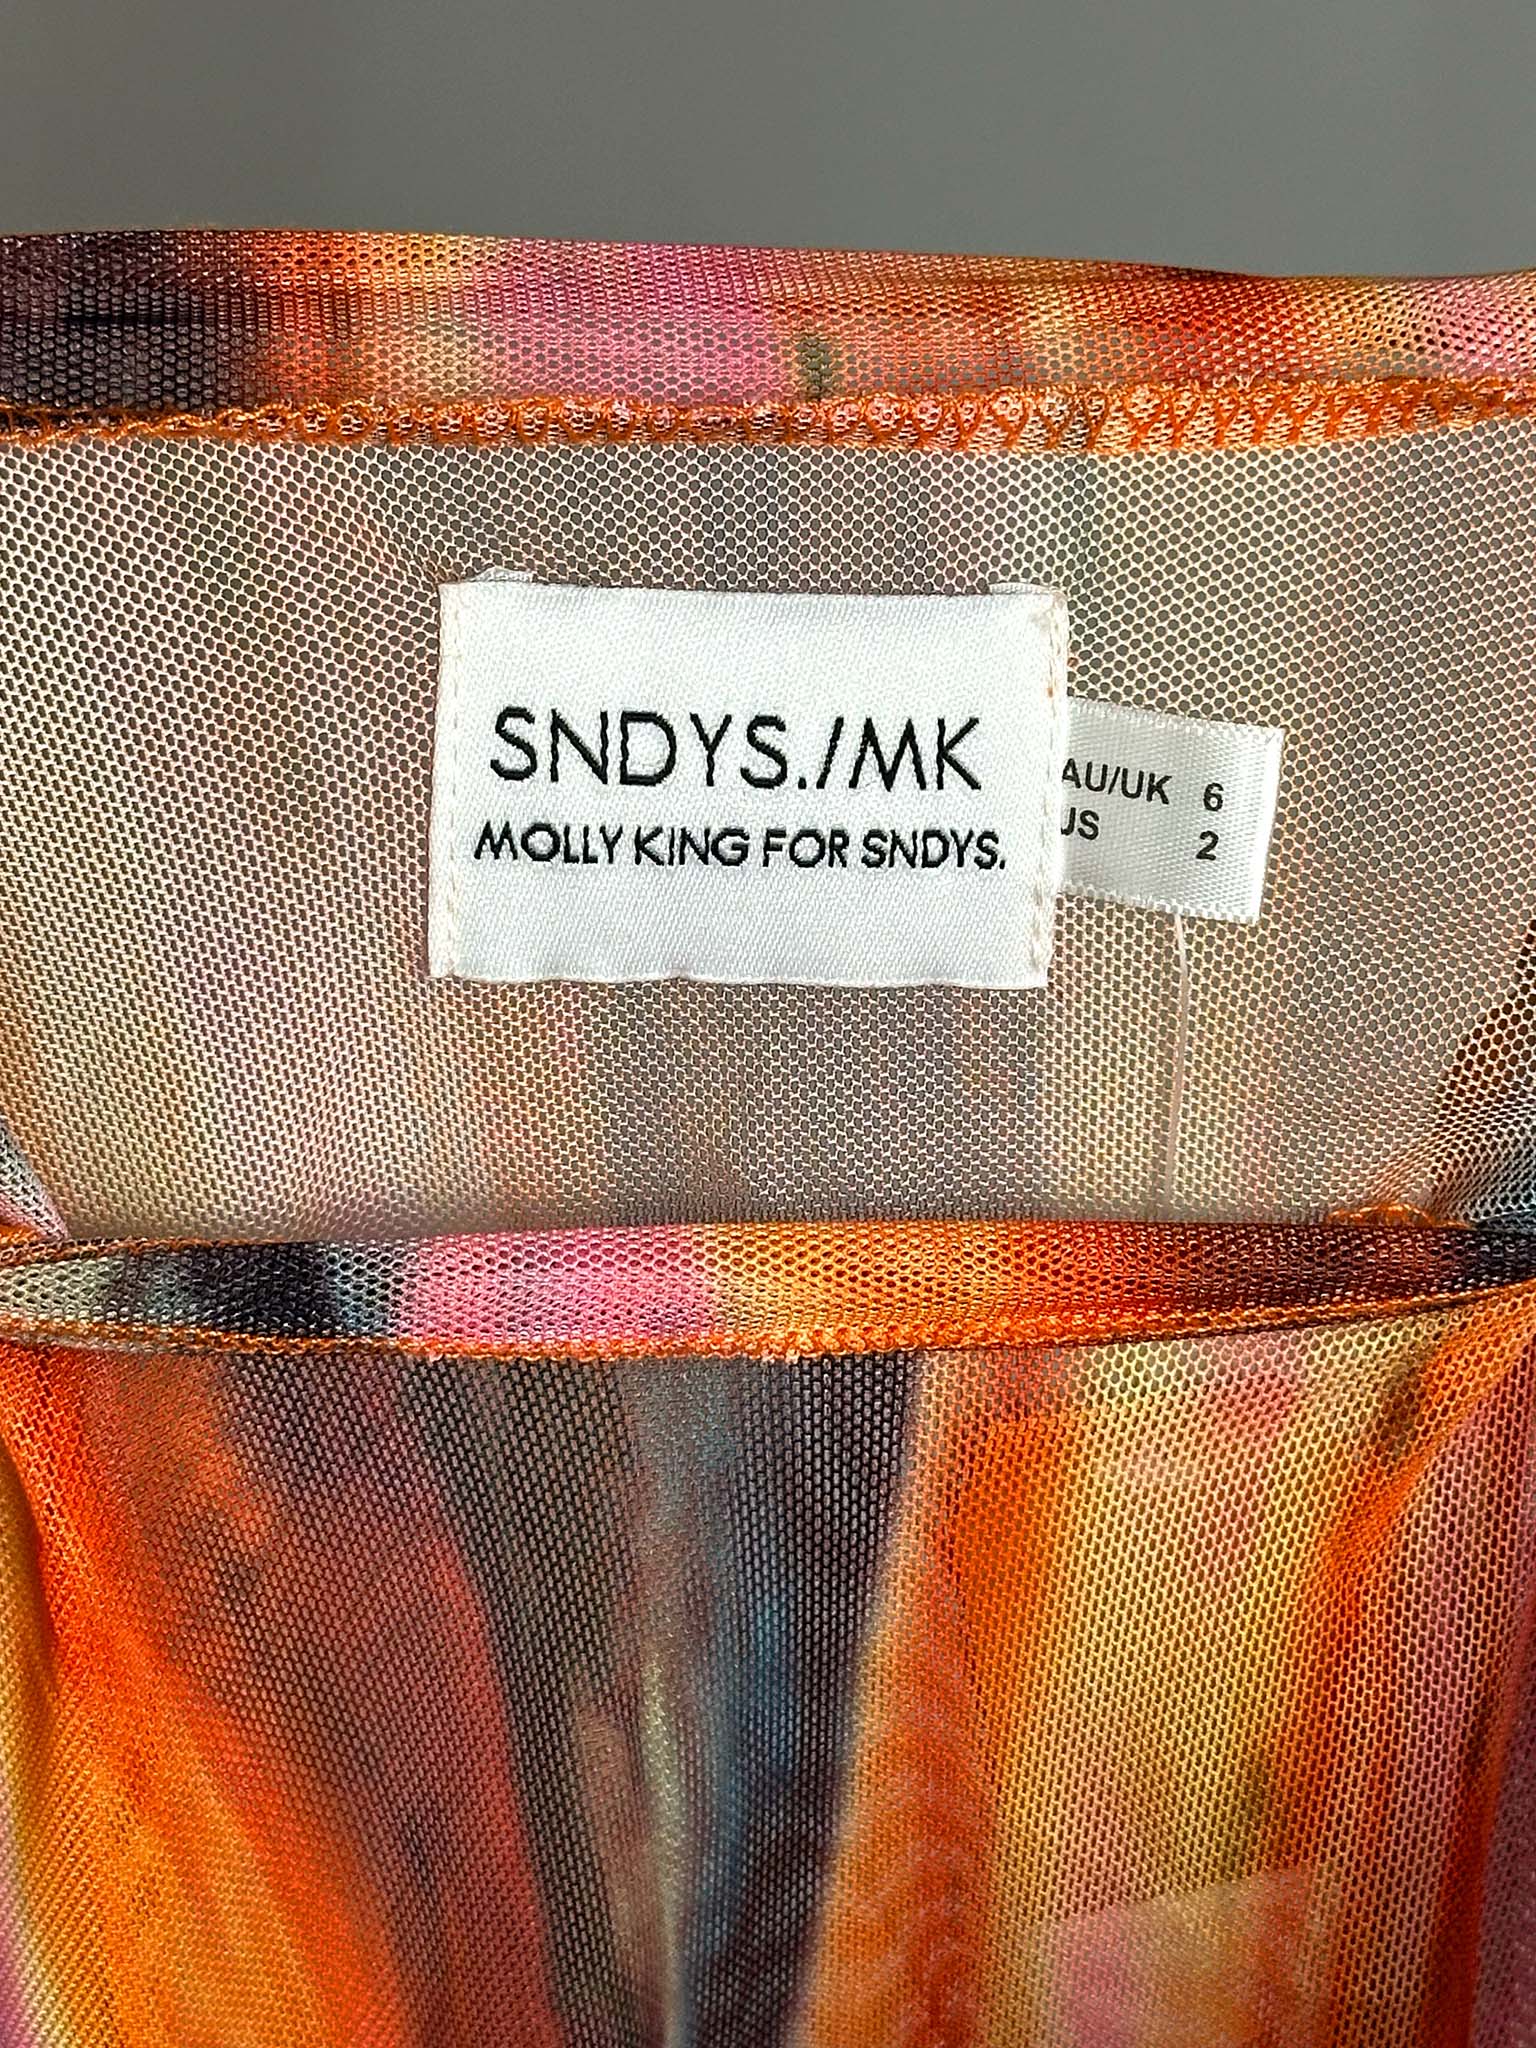 SNDYS./MK
MOLLY KING FOR SNDYS.
AU/UK 6
US 2